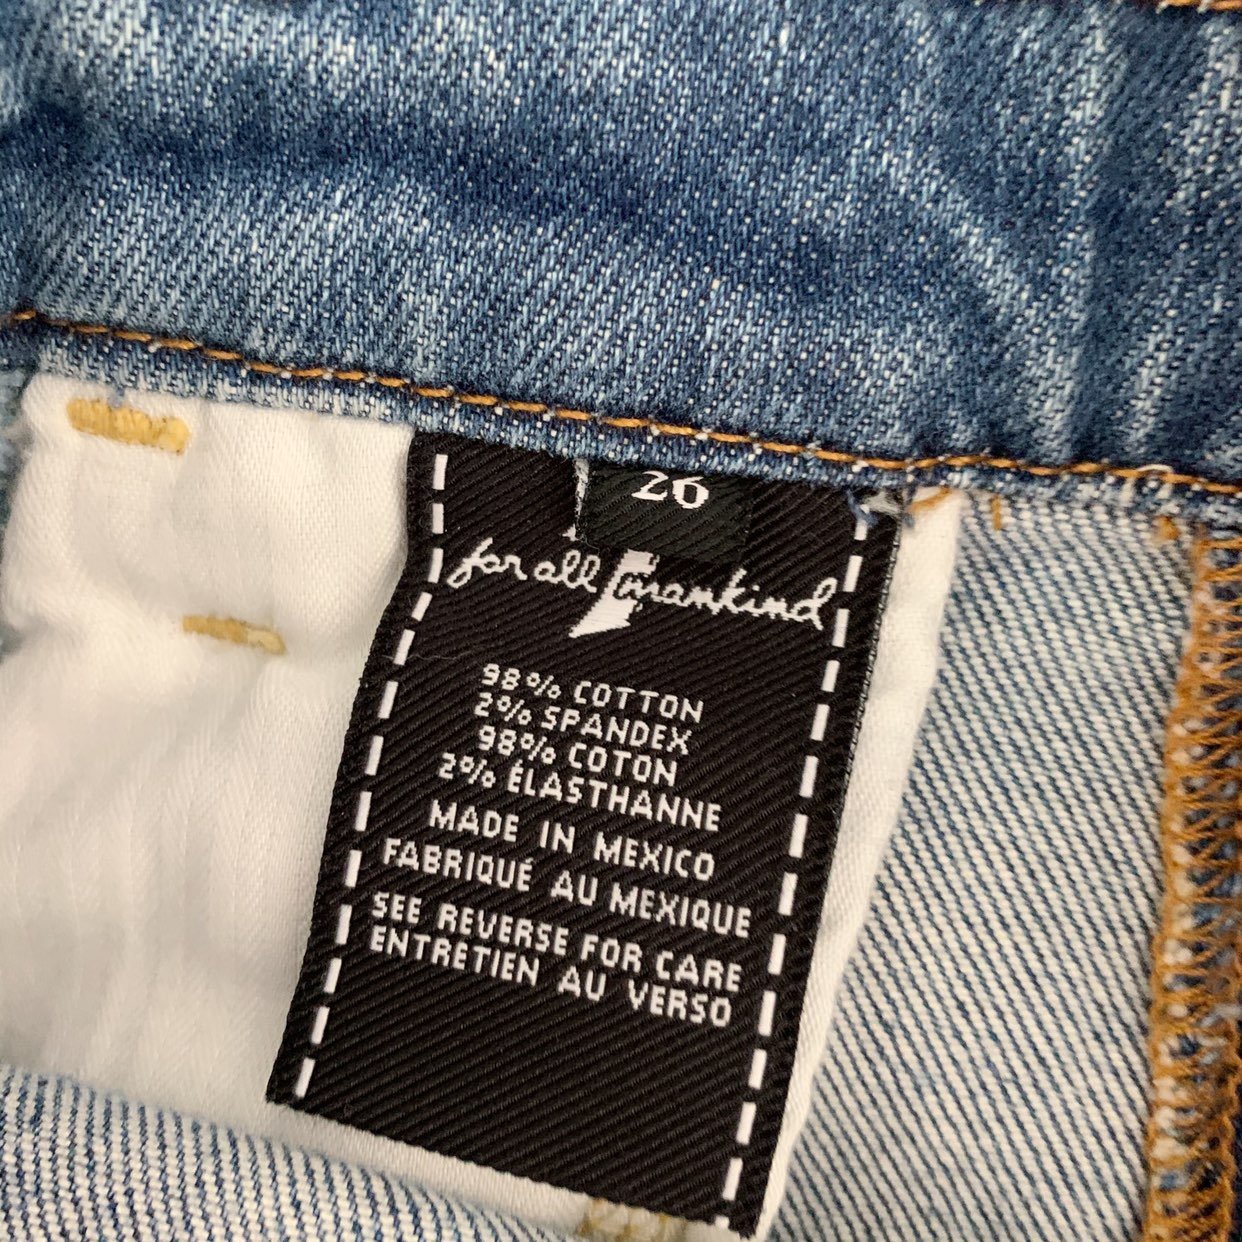 26
for all mankind
98% COTTON
2% SPANDEX
98% COTON
2% ÉLASTHANNE
MADE IN MEXICO
FABRIQUÉ AU MEXIQUE
SEE REVERSE FOR CARE
ENTRETIEN AU VERSO